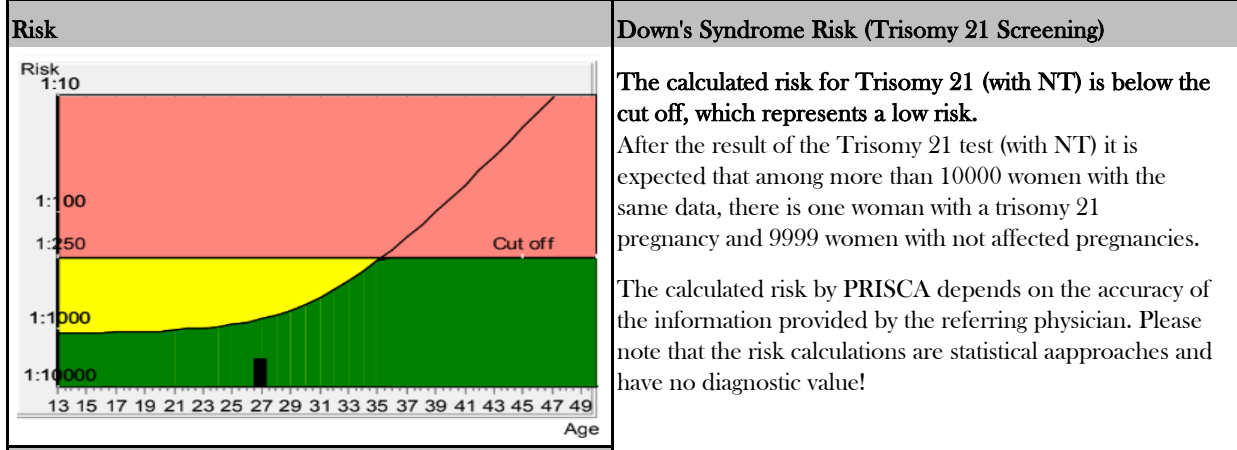 Risk
Down's Syndrome Risk (Trisomy 21 Screening)
Risk
1:10
1:100
1:250
Cut off
1:1000
1:10000
13 15 17 19 21 23 25 27 29 31 33 35 37 39 41 43 45 47 49
Age
The calculated risk for Trisomy 21 (with NT) is below the
cut off, which represents a low risk.
After the result of the Trisomy 21 test (with NT) it is
expected that among more than 10000 women with the
same data, there is one woman with a trisomy 21
pregnancy and 9999 women with not affected pregnancies.
The calculated risk by PRISCA depends on the accuracy of
the information provided by the referring physician. Please
note that the risk calculations are statistical aapproaches and
have no diagnostic value!